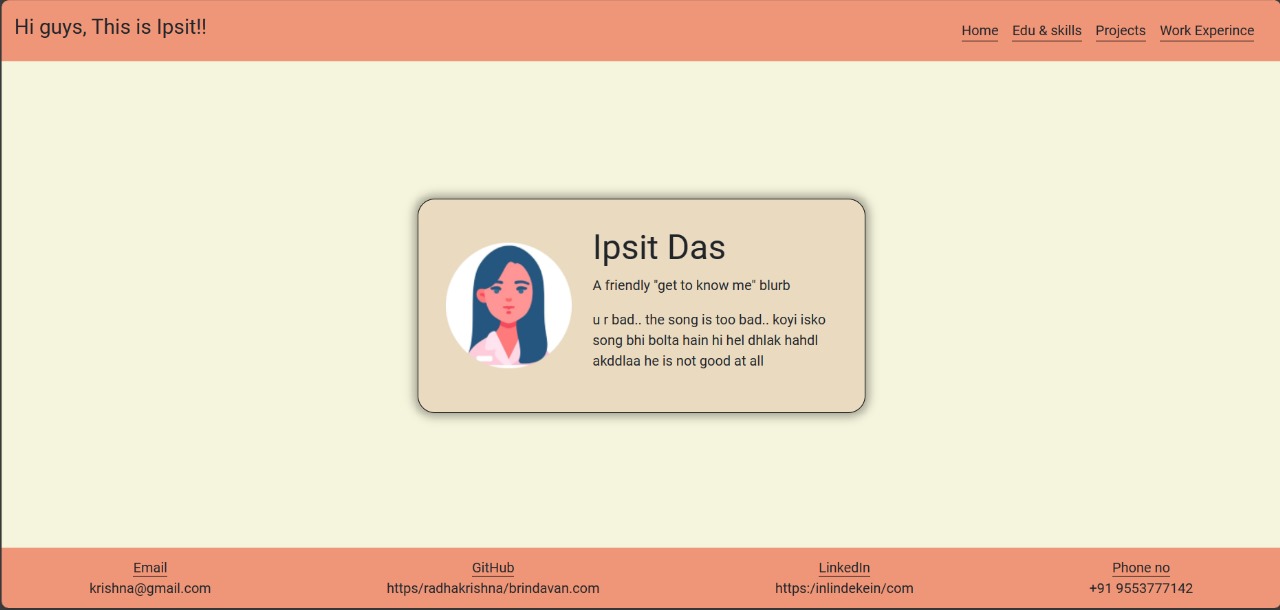 Hi guys, This is Ipsit!!
Home Edu & skills Projects Work Experince
Ipsit Das
A friendly "get to know me" blurb
u r bad.. the song is too bad.. koyi isko
song bhi bolta hain hi hel dhlak hahdl
akddlaa he is not good at all
Email GitHub LinkedIn Phone no
krishna@gmail.com https/radhakrishna/brindavan.com https:/inlindekein/com +91 9553777142